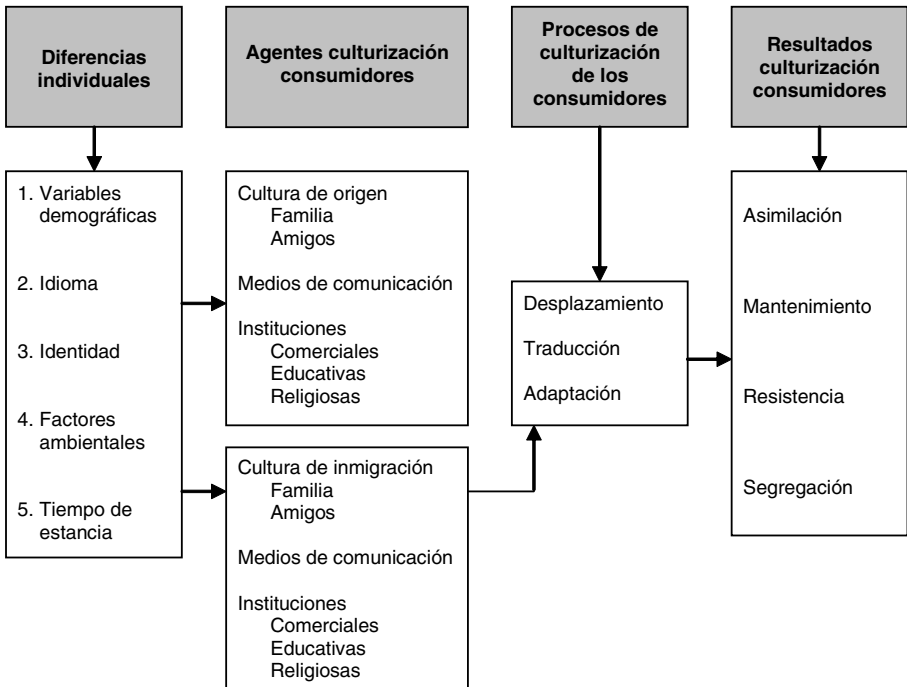 Diferencias
individuales
Agentes culturización
consumidores
Procesos de
culturización
de los
consumidores
Resultados
culturización
consumidores
1. Variables
demográficas
2. Idioma
3. Identidad
4. Factores
ambientales
5. Tiempo de
estancia
Cultura de origen
Familia
Amigos
Medios de comunicación
Instituciones
Comerciales
Educativas
Religiosas
Cultura de inmigración
Familia
Amigos
Medios de comunicación
Instituciones
Comerciales
Educativas
Religiosas
Desplazamiento
Traducción
Adaptación
Asimilación
Mantenimiento
Resistencia
Segregación